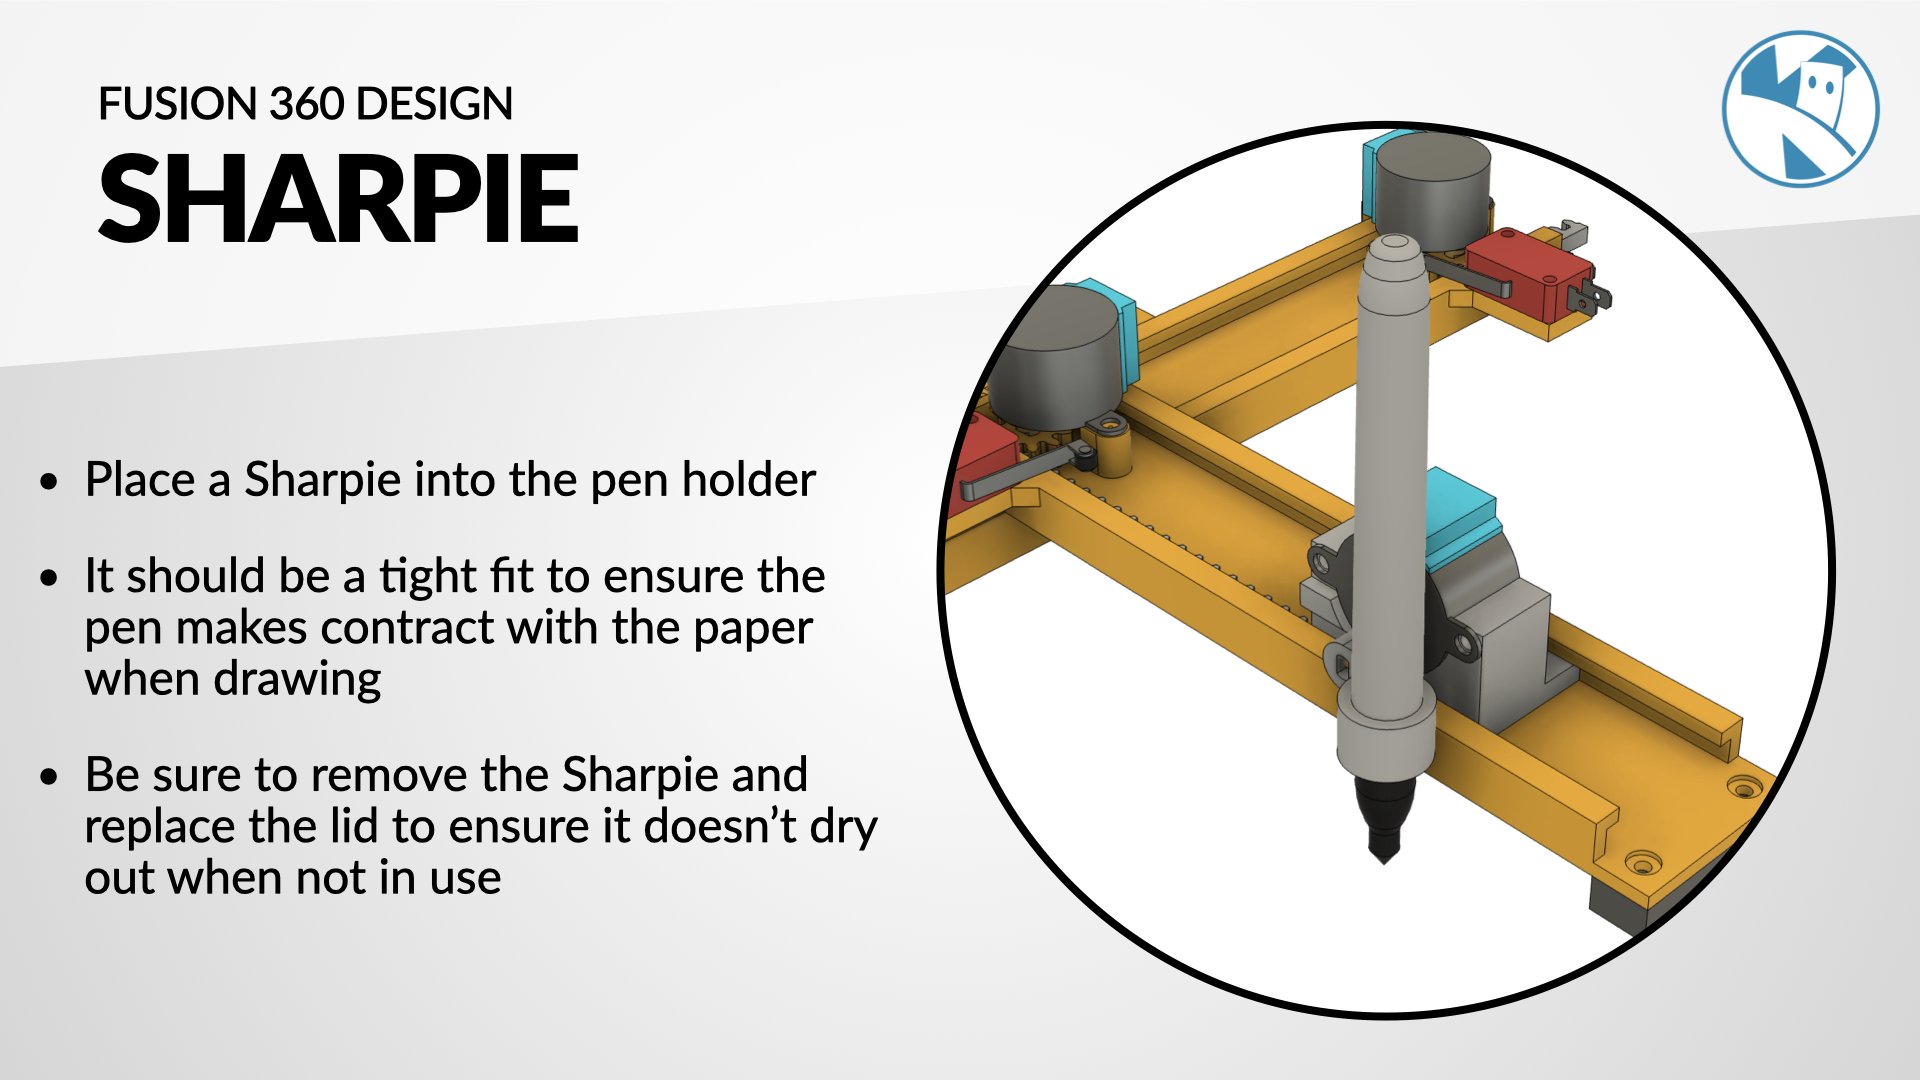 FUSION 360 DESIGN
SHARPIE
• Place a Sharpie into the pen holder
• It should be a tight fit to ensure the
pen makes contract with the paper
when drawing
• Be sure to remove the Sharpie and
replace the lid to ensure it doesn’t dry
out when not in use